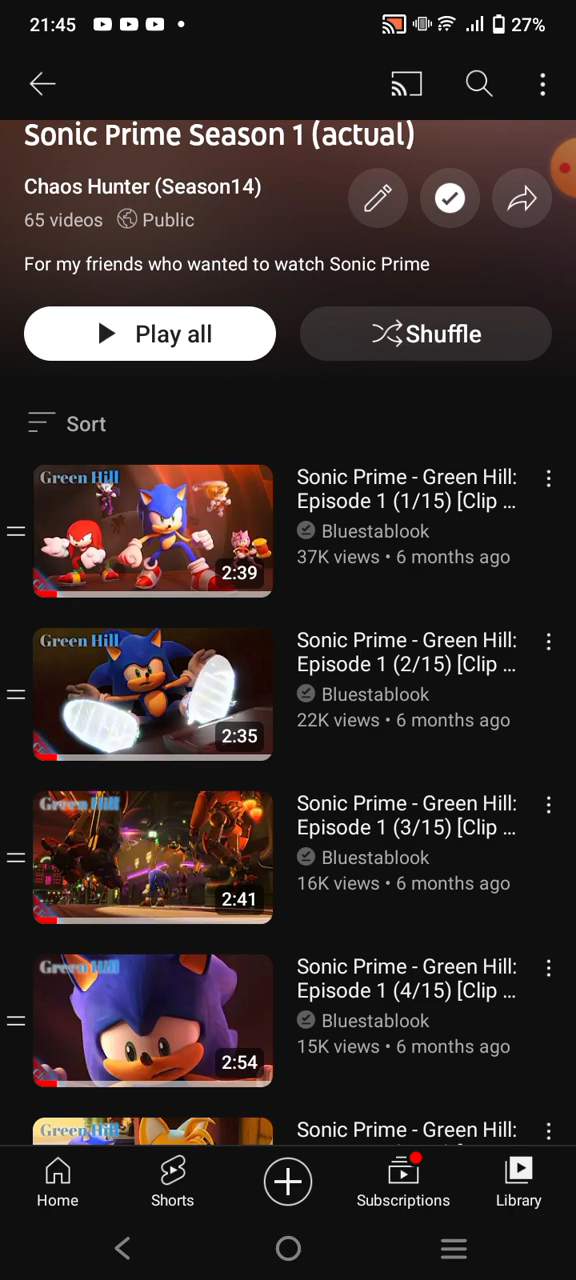 21:45
27%
Sonic Prime Season 1 (actual)
Chaos Hunter (Season14)
65 videos
Public
For my friends who wanted to watch Sonic Prime
Play all
Shuffle
Sort
Green Hill
2:39
Sonic Prime - Green Hill:
Episode 1 (1/15) [Clip ...
Bluestablook
37K views • 6 months ago
Green Hill
2:35
Sonic Prime - Green Hill:
Episode 1 (2/15) [Clip ...
Bluestablook
22K views • 6 months ago
Green Hill
2:41
Sonic Prime - Green Hill:
Episode 1 (3/15) [Clip ...
Bluestablook
16K views • 6 months ago
Green Hill
2:54
Sonic Prime - Green Hill:
Episode 1 (4/15) [Clip ...
Bluestablook
15K views • 6 months ago
Green Hill
Sonic Prime - Green Hill:
Home
Shorts
Subscriptions
Library